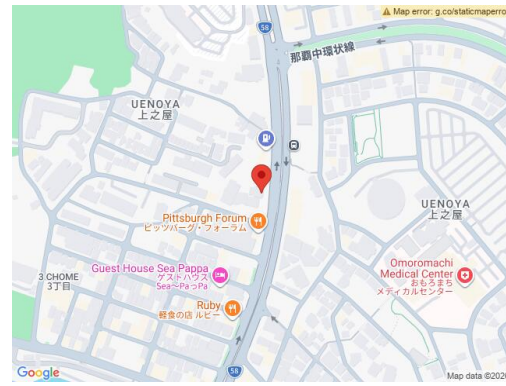 Map error: g.co/staticmaperro
58
那覇中環状線
UENOYA
上之屋
Pittsburgh Forum
ピッツバーグ・フォーラム
UENOYA
上之屋
Guest House Sea Pappa
ゲストハウス
Sea〜PaっPa
Omoromachi
Medical Center
おもろまち
メディカルセンター
3 CHOME
3丁目
Ruby
軽食の店 ルビー
58
Google
Map data ©2026